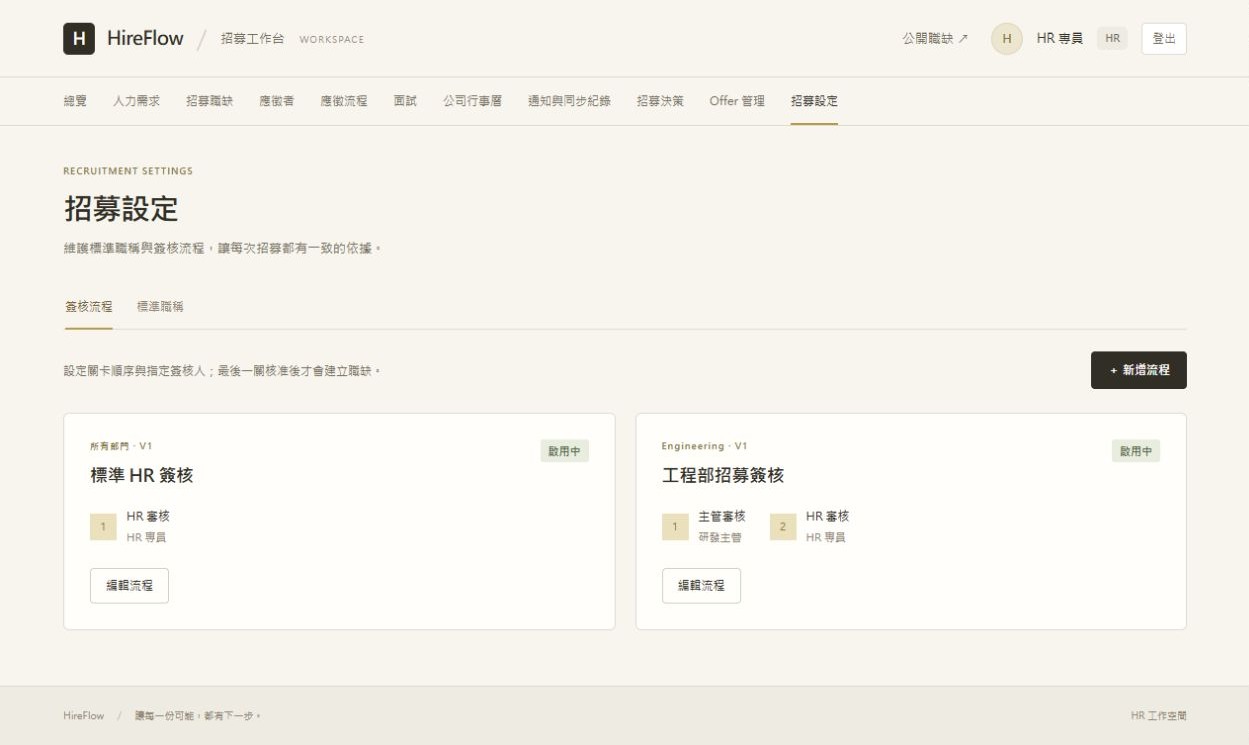 H HireFlow / 招募工作台 WORKSPACE 公開職缺 ↗ H HR 專員 HR 登出
總覽 人力需求 招募職缺 應徵者 應徵流程 面試 公司行事曆 通知與同步紀錄 招募決策 Offer 管理 招募設定
RECRUITMENT SETTINGS
招募設定
維護標準職稱與簽核流程，讓每次招募都有一致的依據。
簽核流程 標準職稱
設定關卡順序與指定簽核人；最後一關核准後才會建立職缺。
+ 新增流程
所有部門 · V1
啟用中
標準 HR 簽核
1 HR 審核
HR 專員
編輯流程
Engineering · V1
啟用中
工程部招募簽核
1 主管審核
研發主管
2 HR 審核
HR 專員
編輯流程
HireFlow / 讓每一份可能，都有下一步。 HR 工作空間